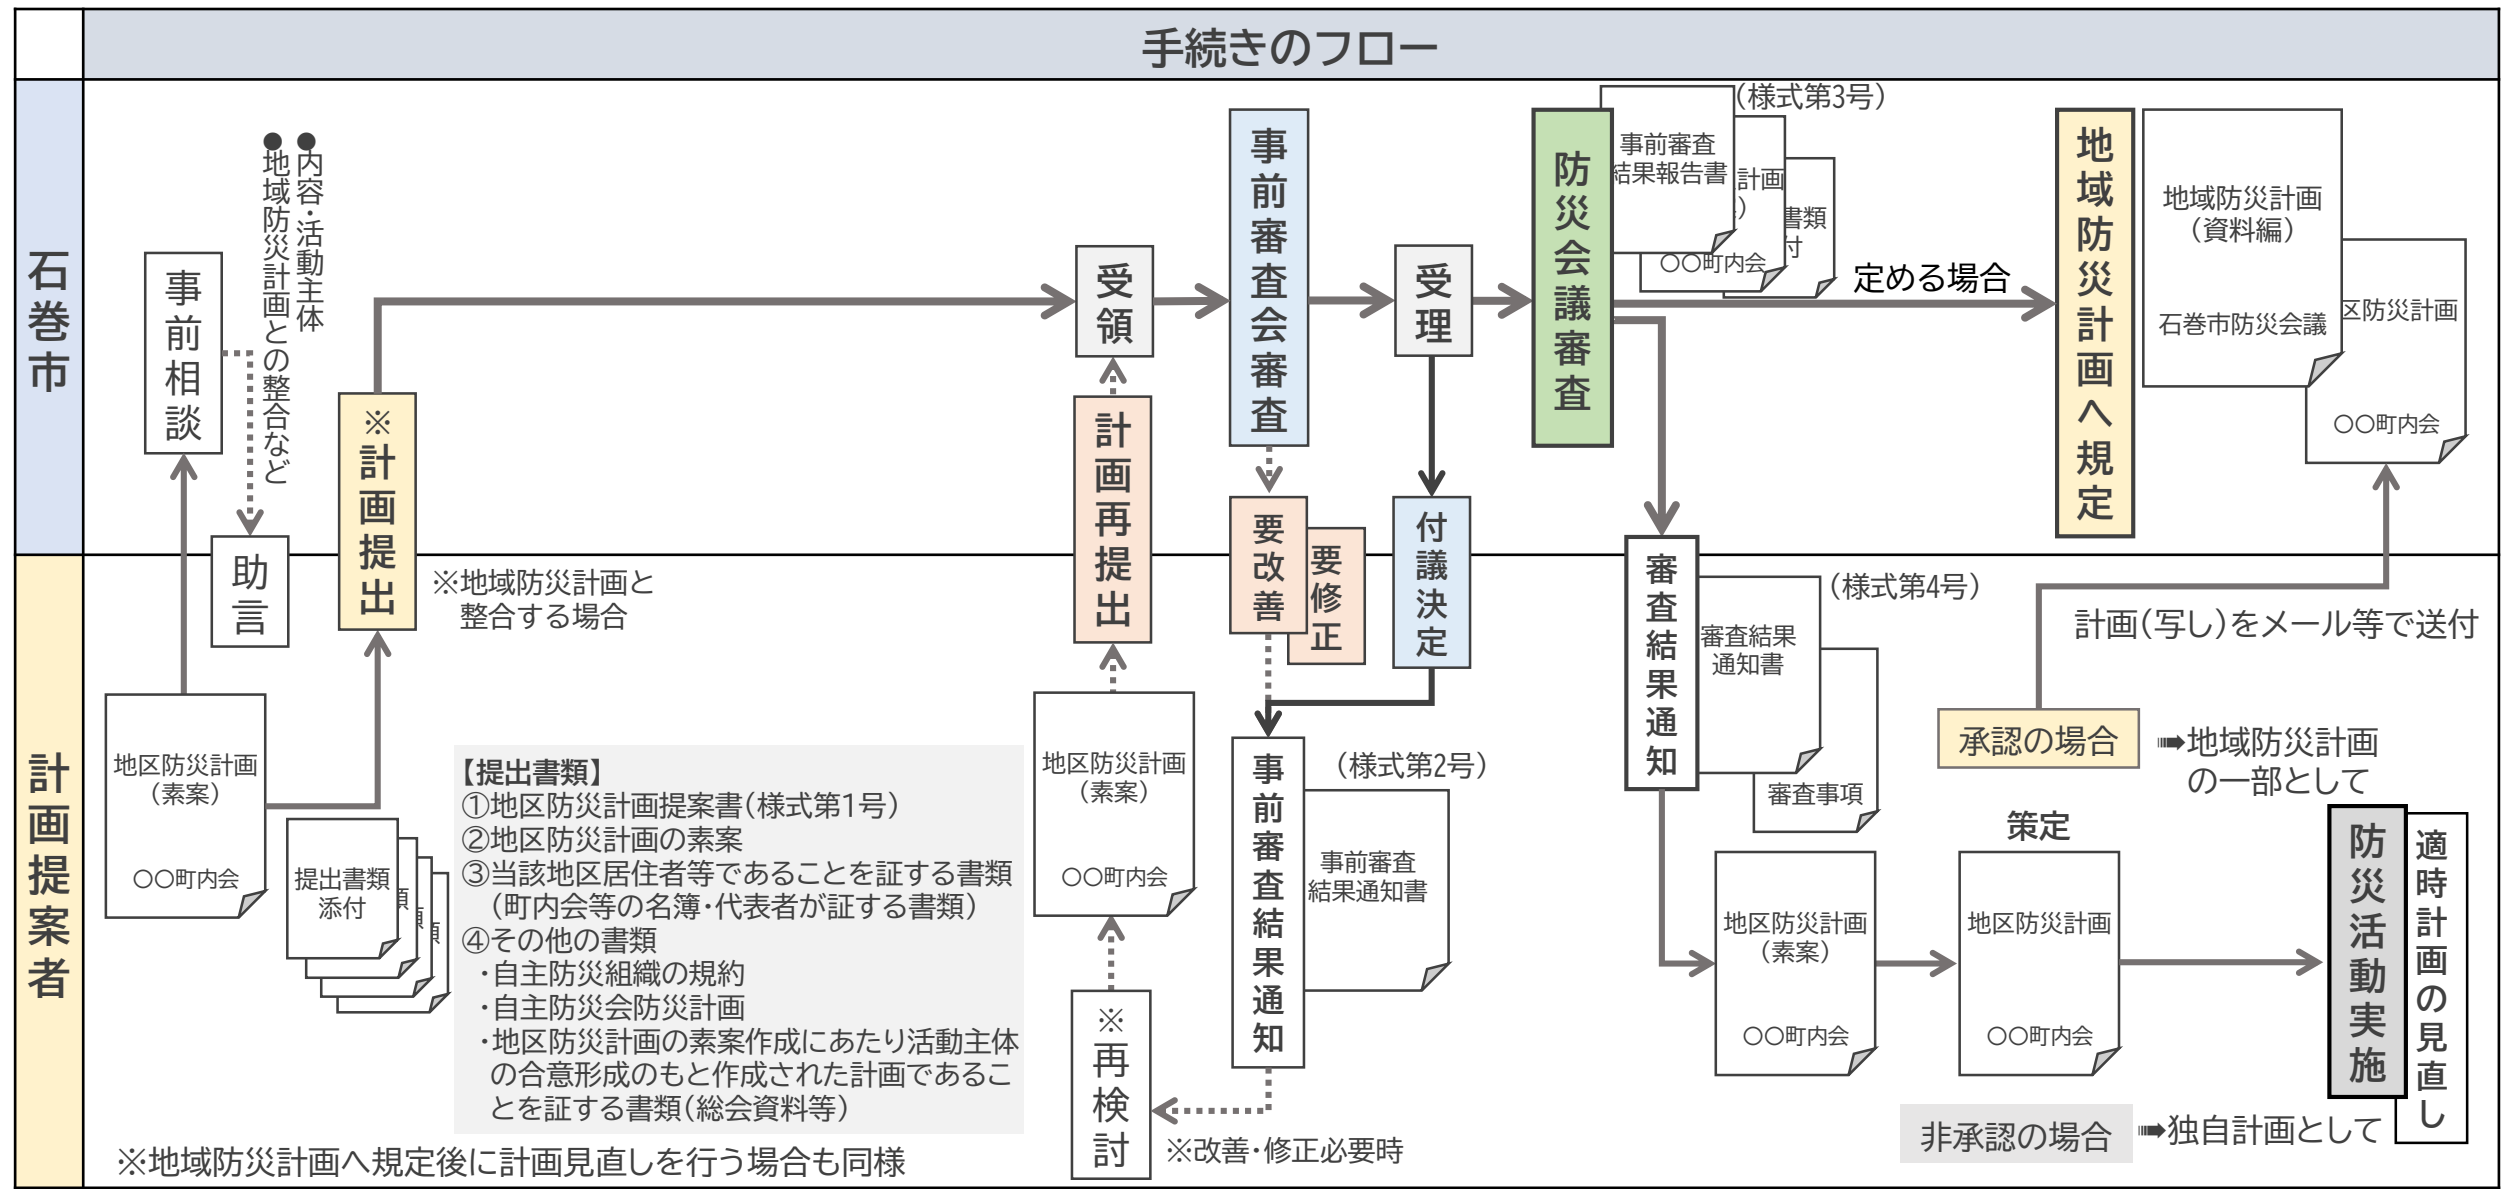 手続きのフロー
石巻市
計画提案者
事前相談
●内容・活動主体
●地域防災計画との整合など
助言
※計画提出
※地域防災計画と
整合する場合
地区防災計画
（素案）
〇〇町内会
提出書類
添付
類
類
類
【提出書類】
①地区防災計画提案書（様式第1号）
②地区防災計画の素案
③当該地区居住者等であることを証する書類
（町内会等の名簿・代表者が証する書類）
④その他の書類
・自主防災組織の規約
・自主防災会防災計画
・地区防災計画の素案作成にあたり活動主体
の合意形成のもと作成された計画であるこ
とを証する書類（総会資料等）
※地域防災計画へ規定後に計画見直しを行う場合も同様
受領
計画再提出
地区防災計画
（素案）
〇〇町内会
※再検討
※改善・修正必要時
事前審査会審査
要改善
要修正
事前審査結果通知
（様式第2号）
事前審査
結果通知書
受理
付議決定
防災会議審査
（様式第3号）
事前審査
結果報告書
計画
）
〇〇町内会
書類
付
定める場合
審査結果通知
（様式第4号）
審査結果
通知書
審査事項
地区防災計画
（素案）
〇〇町内会
策定
地区防災計画
〇〇町内会
地域防災計画へ規定
地域防災計画
（資料編）
石巻市防災会議
区防災計画
〇〇町内会
計画（写し）をメール等で送付
承認の場合
➠地域防災計画
の一部として
防災活動実施
適時計画の見直し
非承認の場合
➠独自計画として